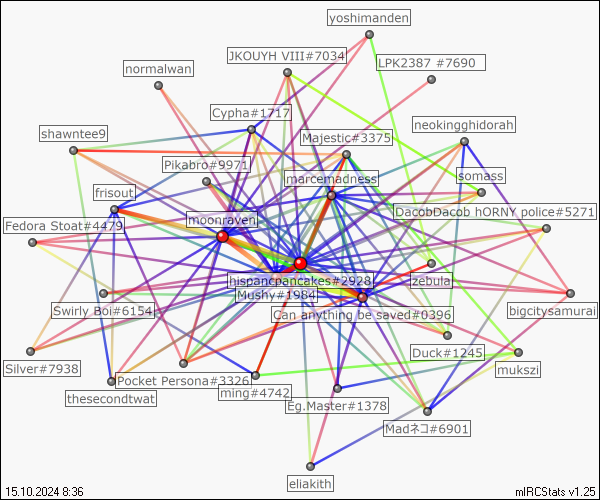 yoshimanden
JKOUYH VIII#7034
LPK2387 #7690
normalwan
Cypha#1717
neokingghidorah
shawntee9
Majestic#3375
Pikabro#9971
marcemadness
somass
frisout
DacobDacob hORNY police#5271
moonraven
Fedora Stoat#4479
hispancpancakes#2928
zebula
Mushy#1984
Swirly Boi#6154
Can anything be saved#0396
bigcitysamurai
Duck#1245
Silver#7938
mukszi
Pocket Persona#3326
ming#4742
thesecondtwat
Eg.Master#1378
Madネコ#6901
eliakith
15.10.2024 8:36
mIRCStats v1.25